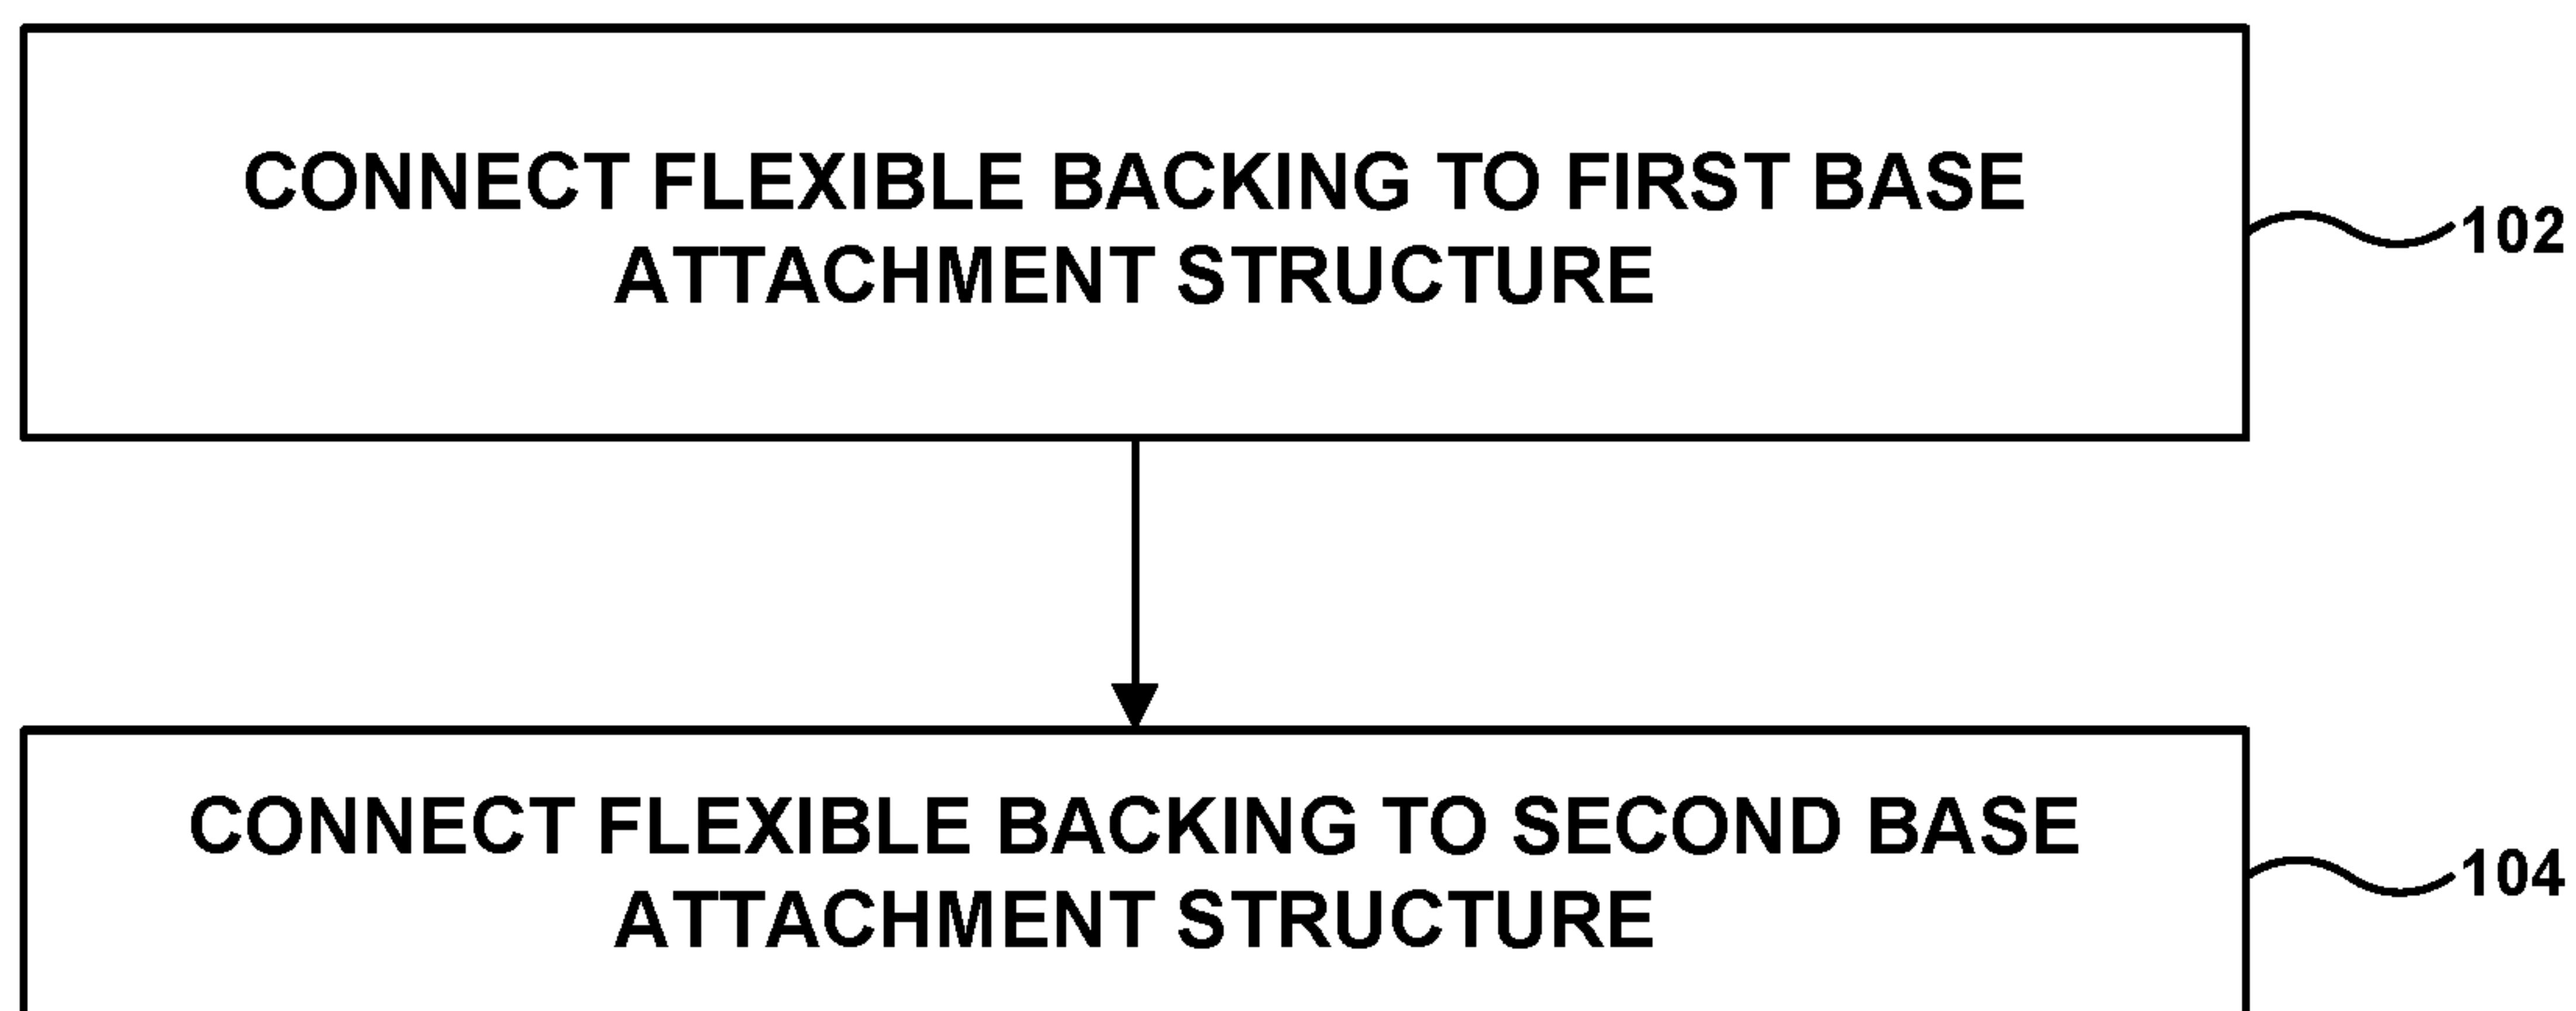 CONNECT FLEXIBLE BACKING TO FIRST BASE
ATTACHMENT STRUCTURE
102
CONNECT FLEXIBLE BACKING TO SECOND BASE
ATTACHMENT STRUCTURE
104